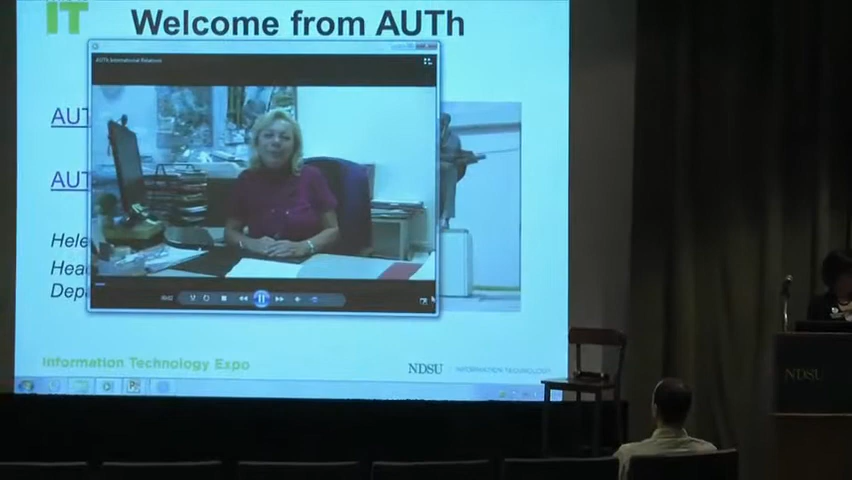 IT
Welcome from AUTh
AUTh International Relations
AUT
AUT
Hele
Head
Depa
Information Technology Expo
NDSU INFORMATION TECHNOLOGY
NDSU